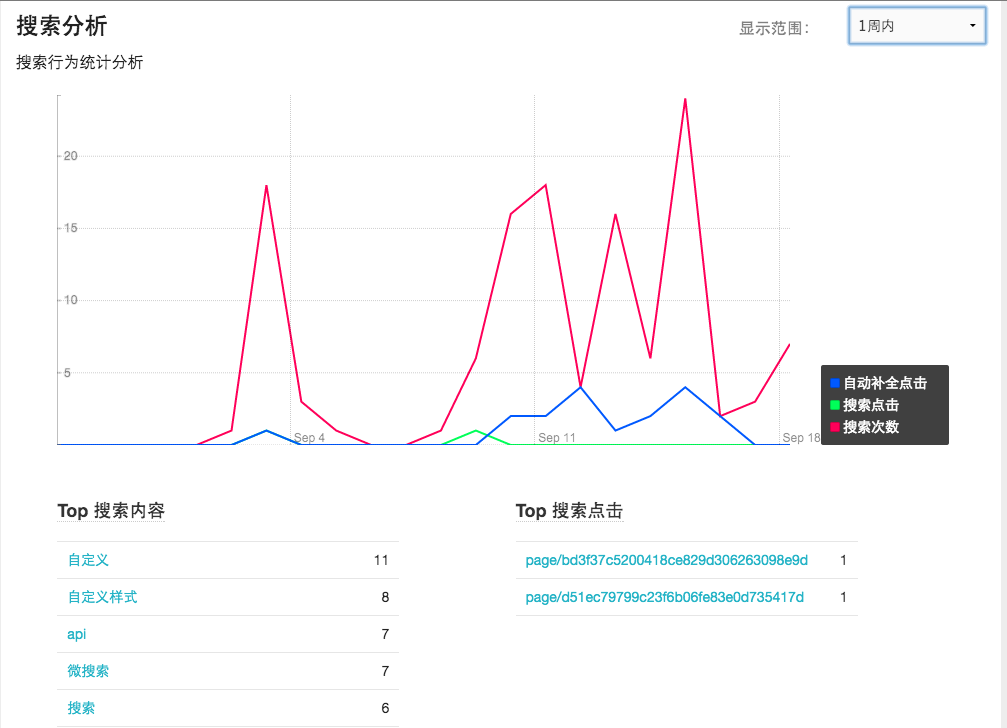 搜索分析
显示范围：
1周内
搜索行为统计分析
20
15
10
5
Sep 4
Sep 11
Sep 18
自动补全点击
搜索点击
搜索次数
Top 搜索内容
自定义 11
自定义样式 8
api 7
微搜索 7
搜索 6
Top 搜索点击
page/bd3f37c5200418ce829d306263098e9d 1
page/d51ec79799c23f6b06fe83e0d735417d 1